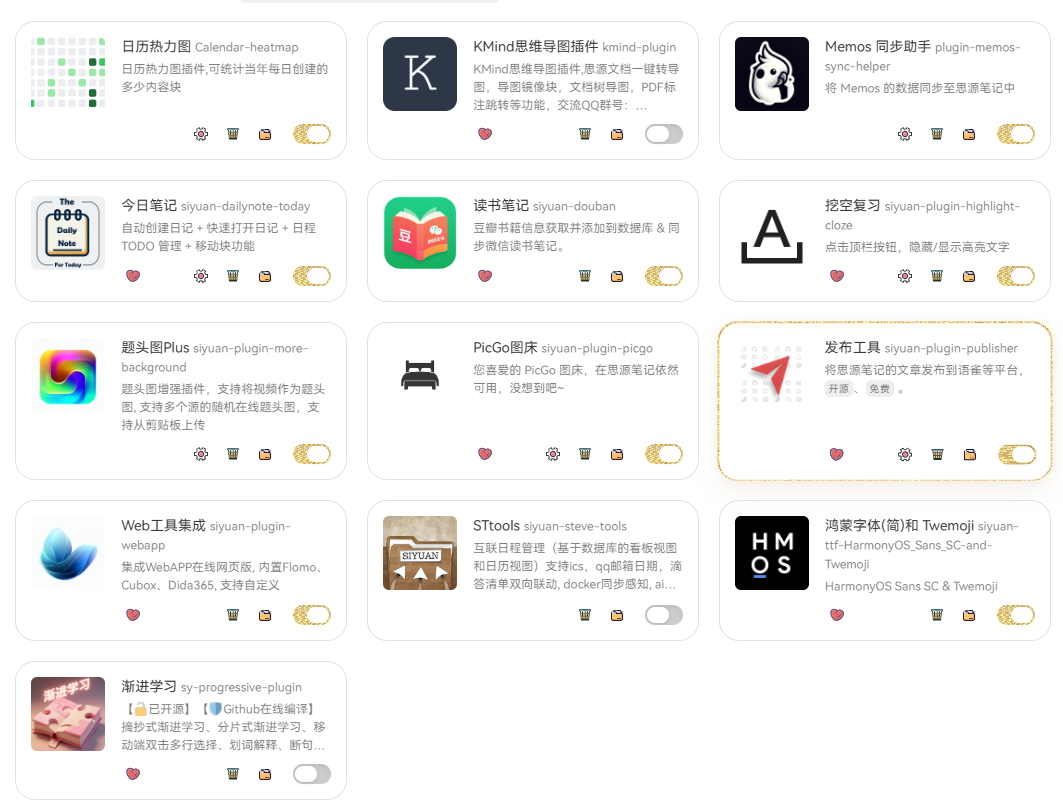 日历热力图 Calendar-heatmap
日历热力图插件,可统计当年每日创建的
多少内容块
K
KMind思维导图插件 kmind-plugin
KMind思维导图插件,思源文档一键转导
图，导图镜像块，文档树导图，PDF标
注跳转等功能，交流QQ群号：...
Memos 同步助手 plugin-memos-
sync-helper
将 Memos 的数据同步至思源笔记中
The
Daily
Note
For Today
今日笔记 siyuan-dailynote-today
自动创建日记 + 快速打开日记 + 日程
TODO 管理 + 移动块功能
豆
读书笔记 siyuan-douban
豆瓣书籍信息获取并添加到数据库 & 同
步微信读书笔记。
A
挖空复习 siyuan-plugin-highlight-
cloze
点击顶栏按钮，隐藏/显示高亮文字
题头图Plus siyuan-plugin-more-
background
题头图增强插件，支持将视频作为题头
图, 支持多个源的随机在线题头图，支
持从剪贴板上传
PicGo图床 siyuan-plugin-picgo
您喜爱的 PicGo 图床，在思源笔记依然
可用，没想到吧~
发布工具 siyuan-plugin-publisher
将思源笔记的文章发布到语雀等平台，
开源 、 免费 。
Web工具集成 siyuan-plugin-
webapp
集成WebAPP在线网页版, 内置Flomo、
Cubox、Dida365, 支持自定义
SIYUAN
STtools siyuan-steve-tools
互联日程管理（基于数据库的看板视图
和日历视图）支持ics，qq邮箱日期，滴
答清单双向联动, docker同步感知, ai...
HM
OS
鸿蒙字体(简)和 Twemoji siyuan-
ttf-HarmonyOS_Sans_SC-and-
Twemoji
HarmonyOS Sans SC & Twemoji
渐进学习
渐进学习 sy-progressive-plugin
【🔓已开源】【🛡️Github在线编译】
摘抄式渐进学习、分片式渐进学习、移
动端双击多行选择、划词解释、断句...